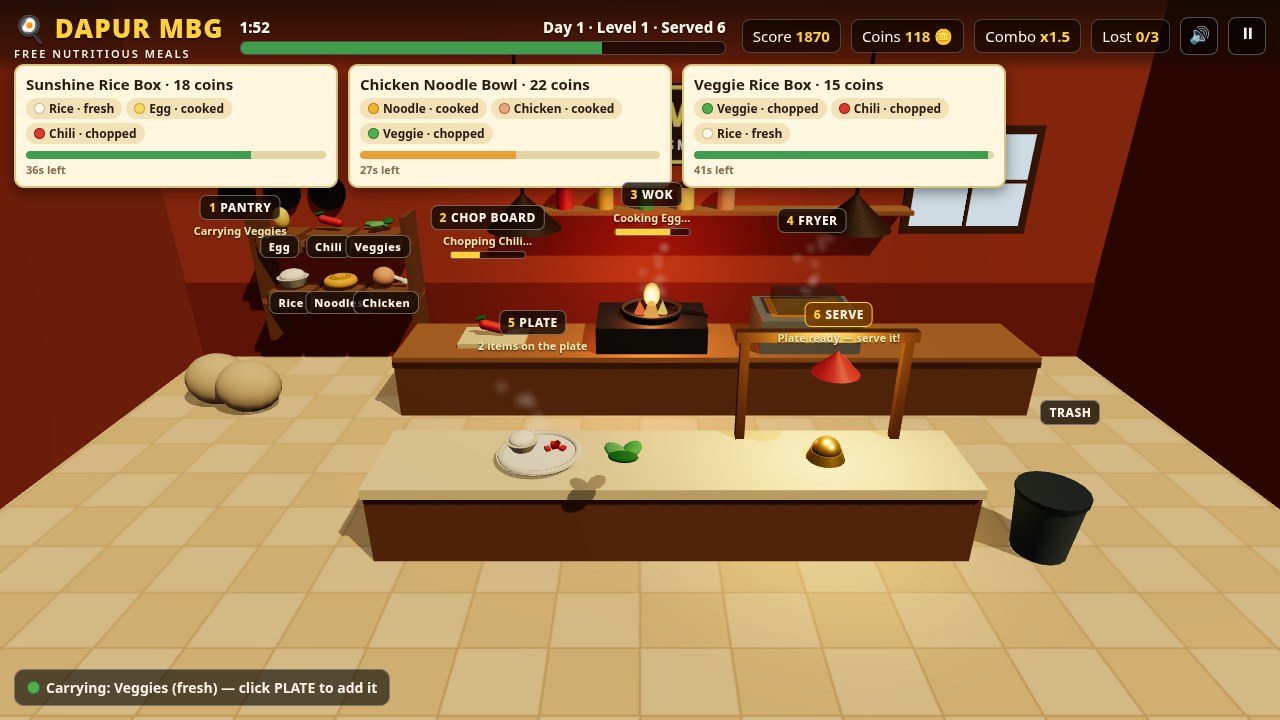 DAPUR MBG
FREE NUTRITIOUS MEALS
1:52
Day 1 · Level 1 · Served 6
Score 1870
Coins 118
Combo x1.5
Lost 0/3
Sunshine Rice Box · 18 coins
Rice · fresh
Egg · cooked
Chili · chopped
36s left
Chicken Noodle Bowl · 22 coins
Noodle · cooked
Chicken · cooked
Veggie · chopped
27s left
Veggie Rice Box · 15 coins
Veggie · chopped
Chili · chopped
Rice · fresh
41s left
1 PANTRY
Carrying Veggies
Egg
Chili
Veggies
Rice
Noodle
Chicken
2 CHOP BOARD
Chopping Chili...
3 WOK
Cooking Egg...
4 FRYER
5 PLATE
2 items on the plate
6 SERVE
Plate ready — serve it!
TRASH
Carrying: Veggies (fresh) — click PLATE to add it